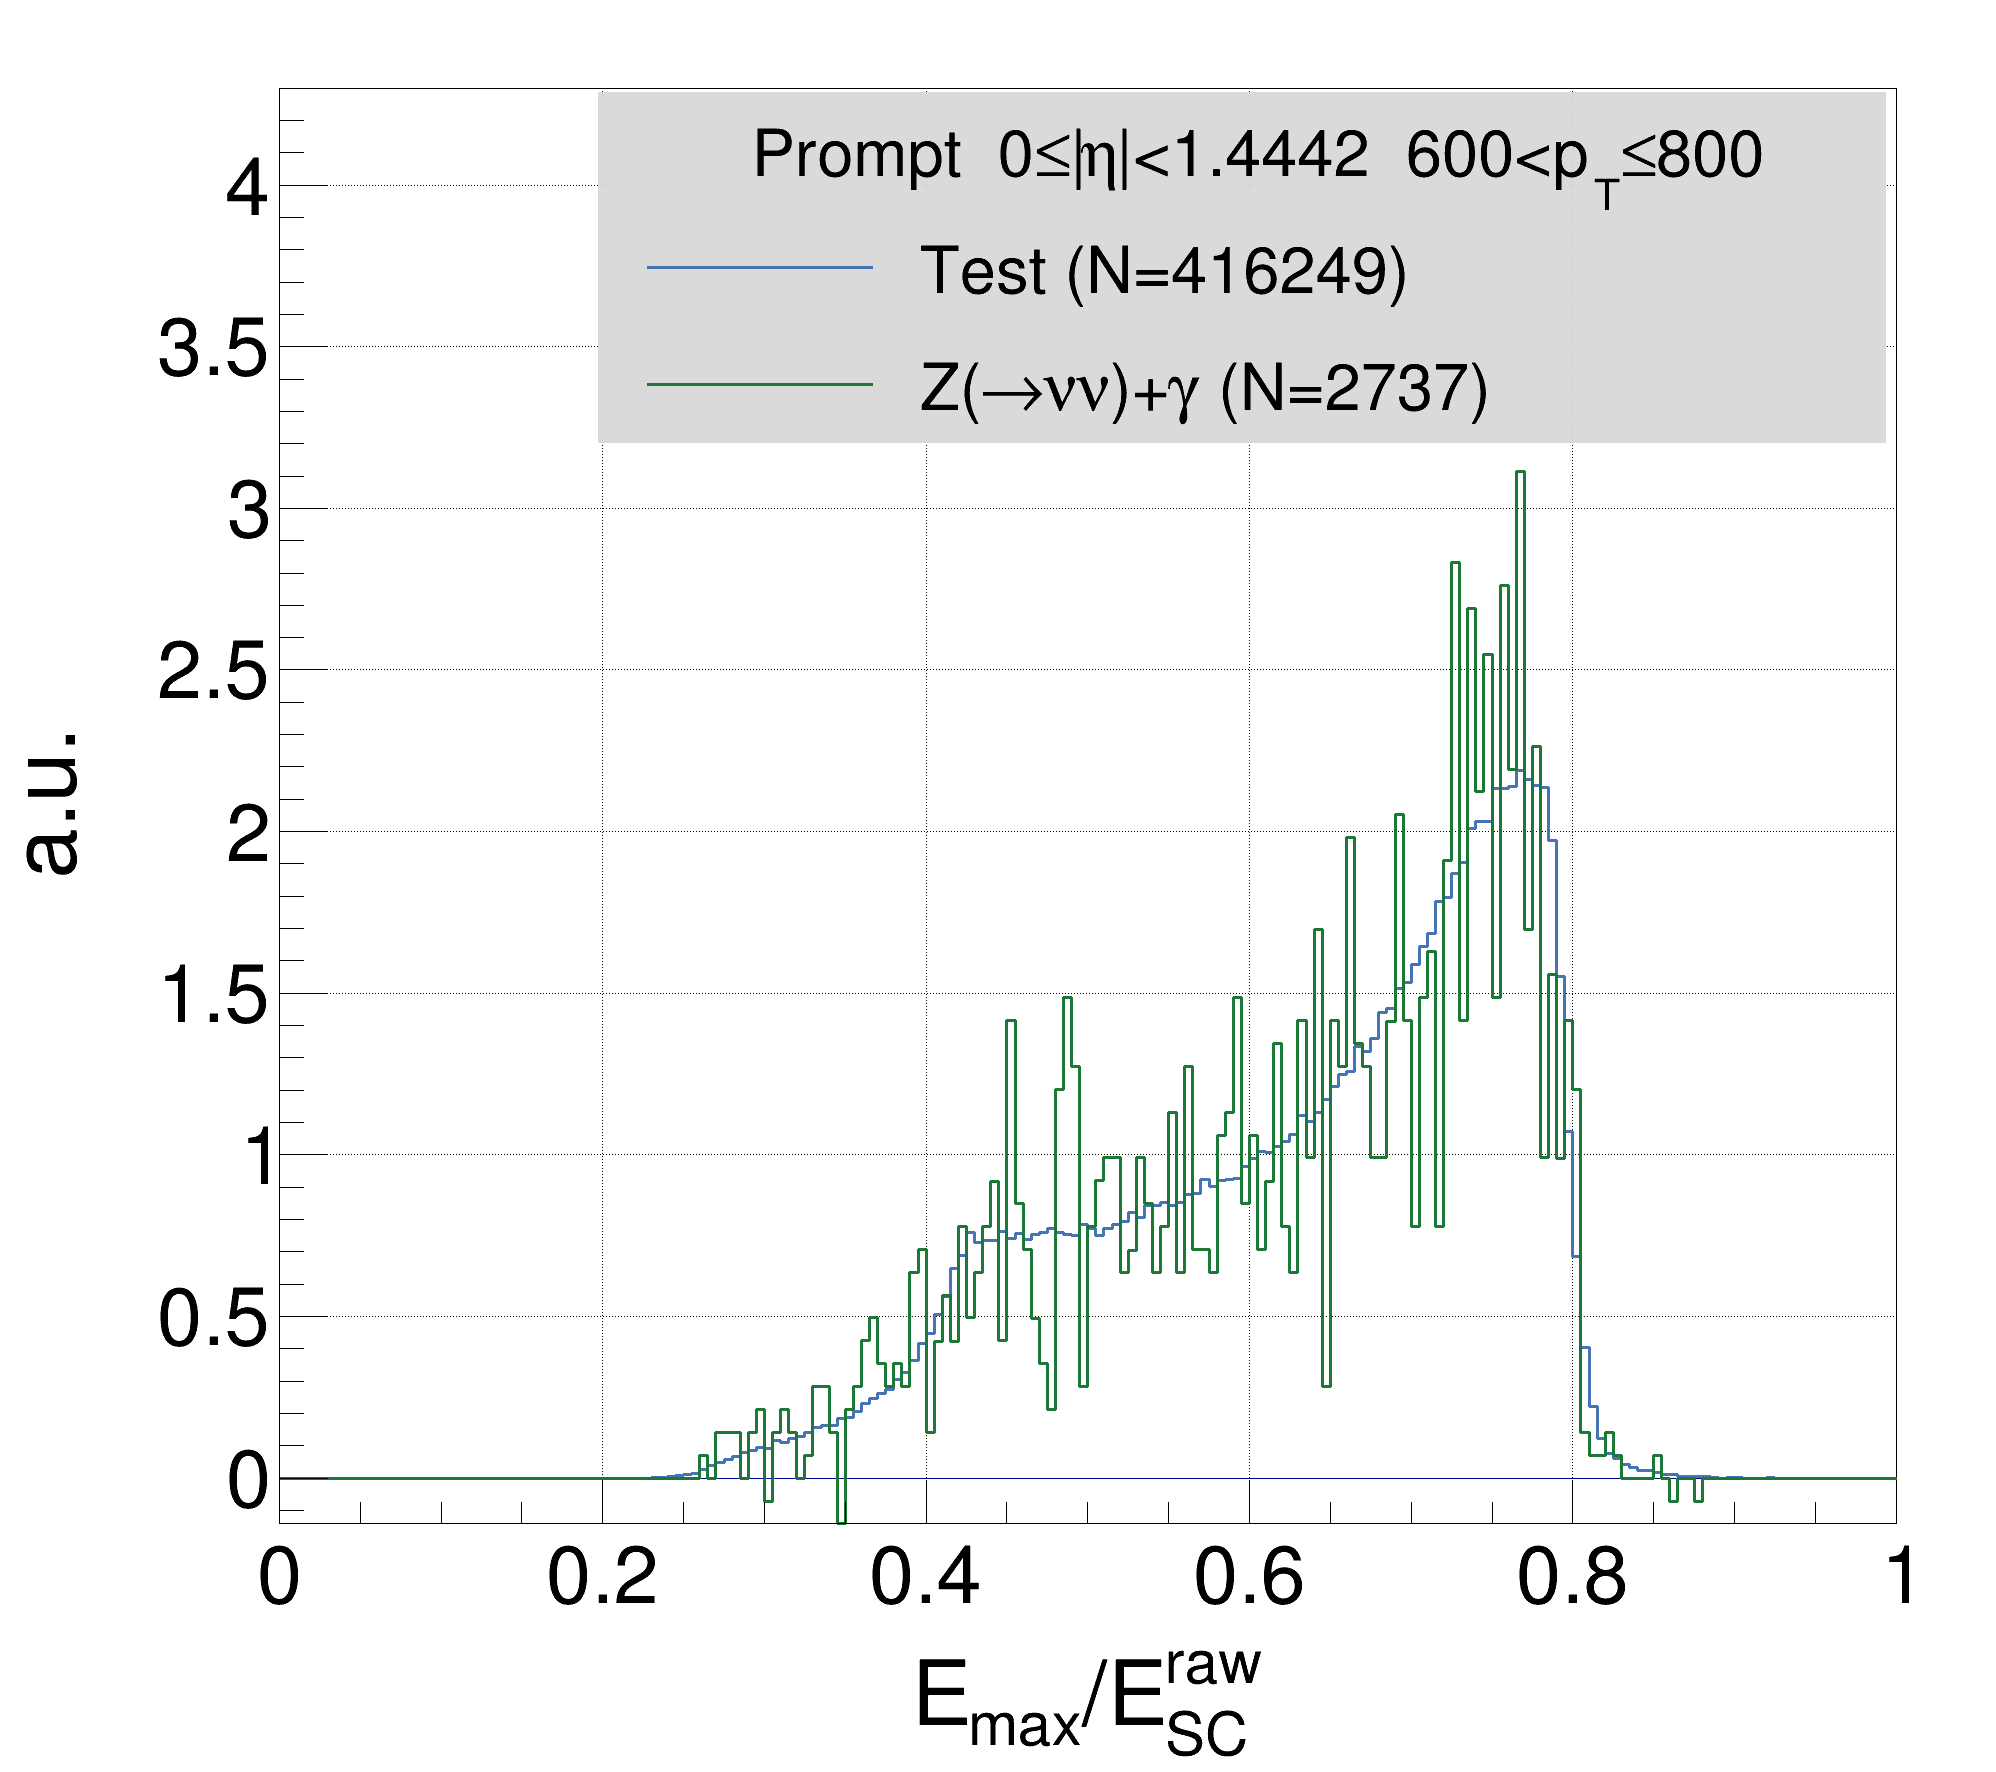 Prompt 0≤|η|<1.4442 600<p_T≤800
Test (N=416249)
Z(→νν)+γ (N=2737)
4
3.5
3
2.5
2
1.5
1
0.5
0
a.u.
0 0.2 0.4 0.6 0.8 1
E_max/E_SC^raw